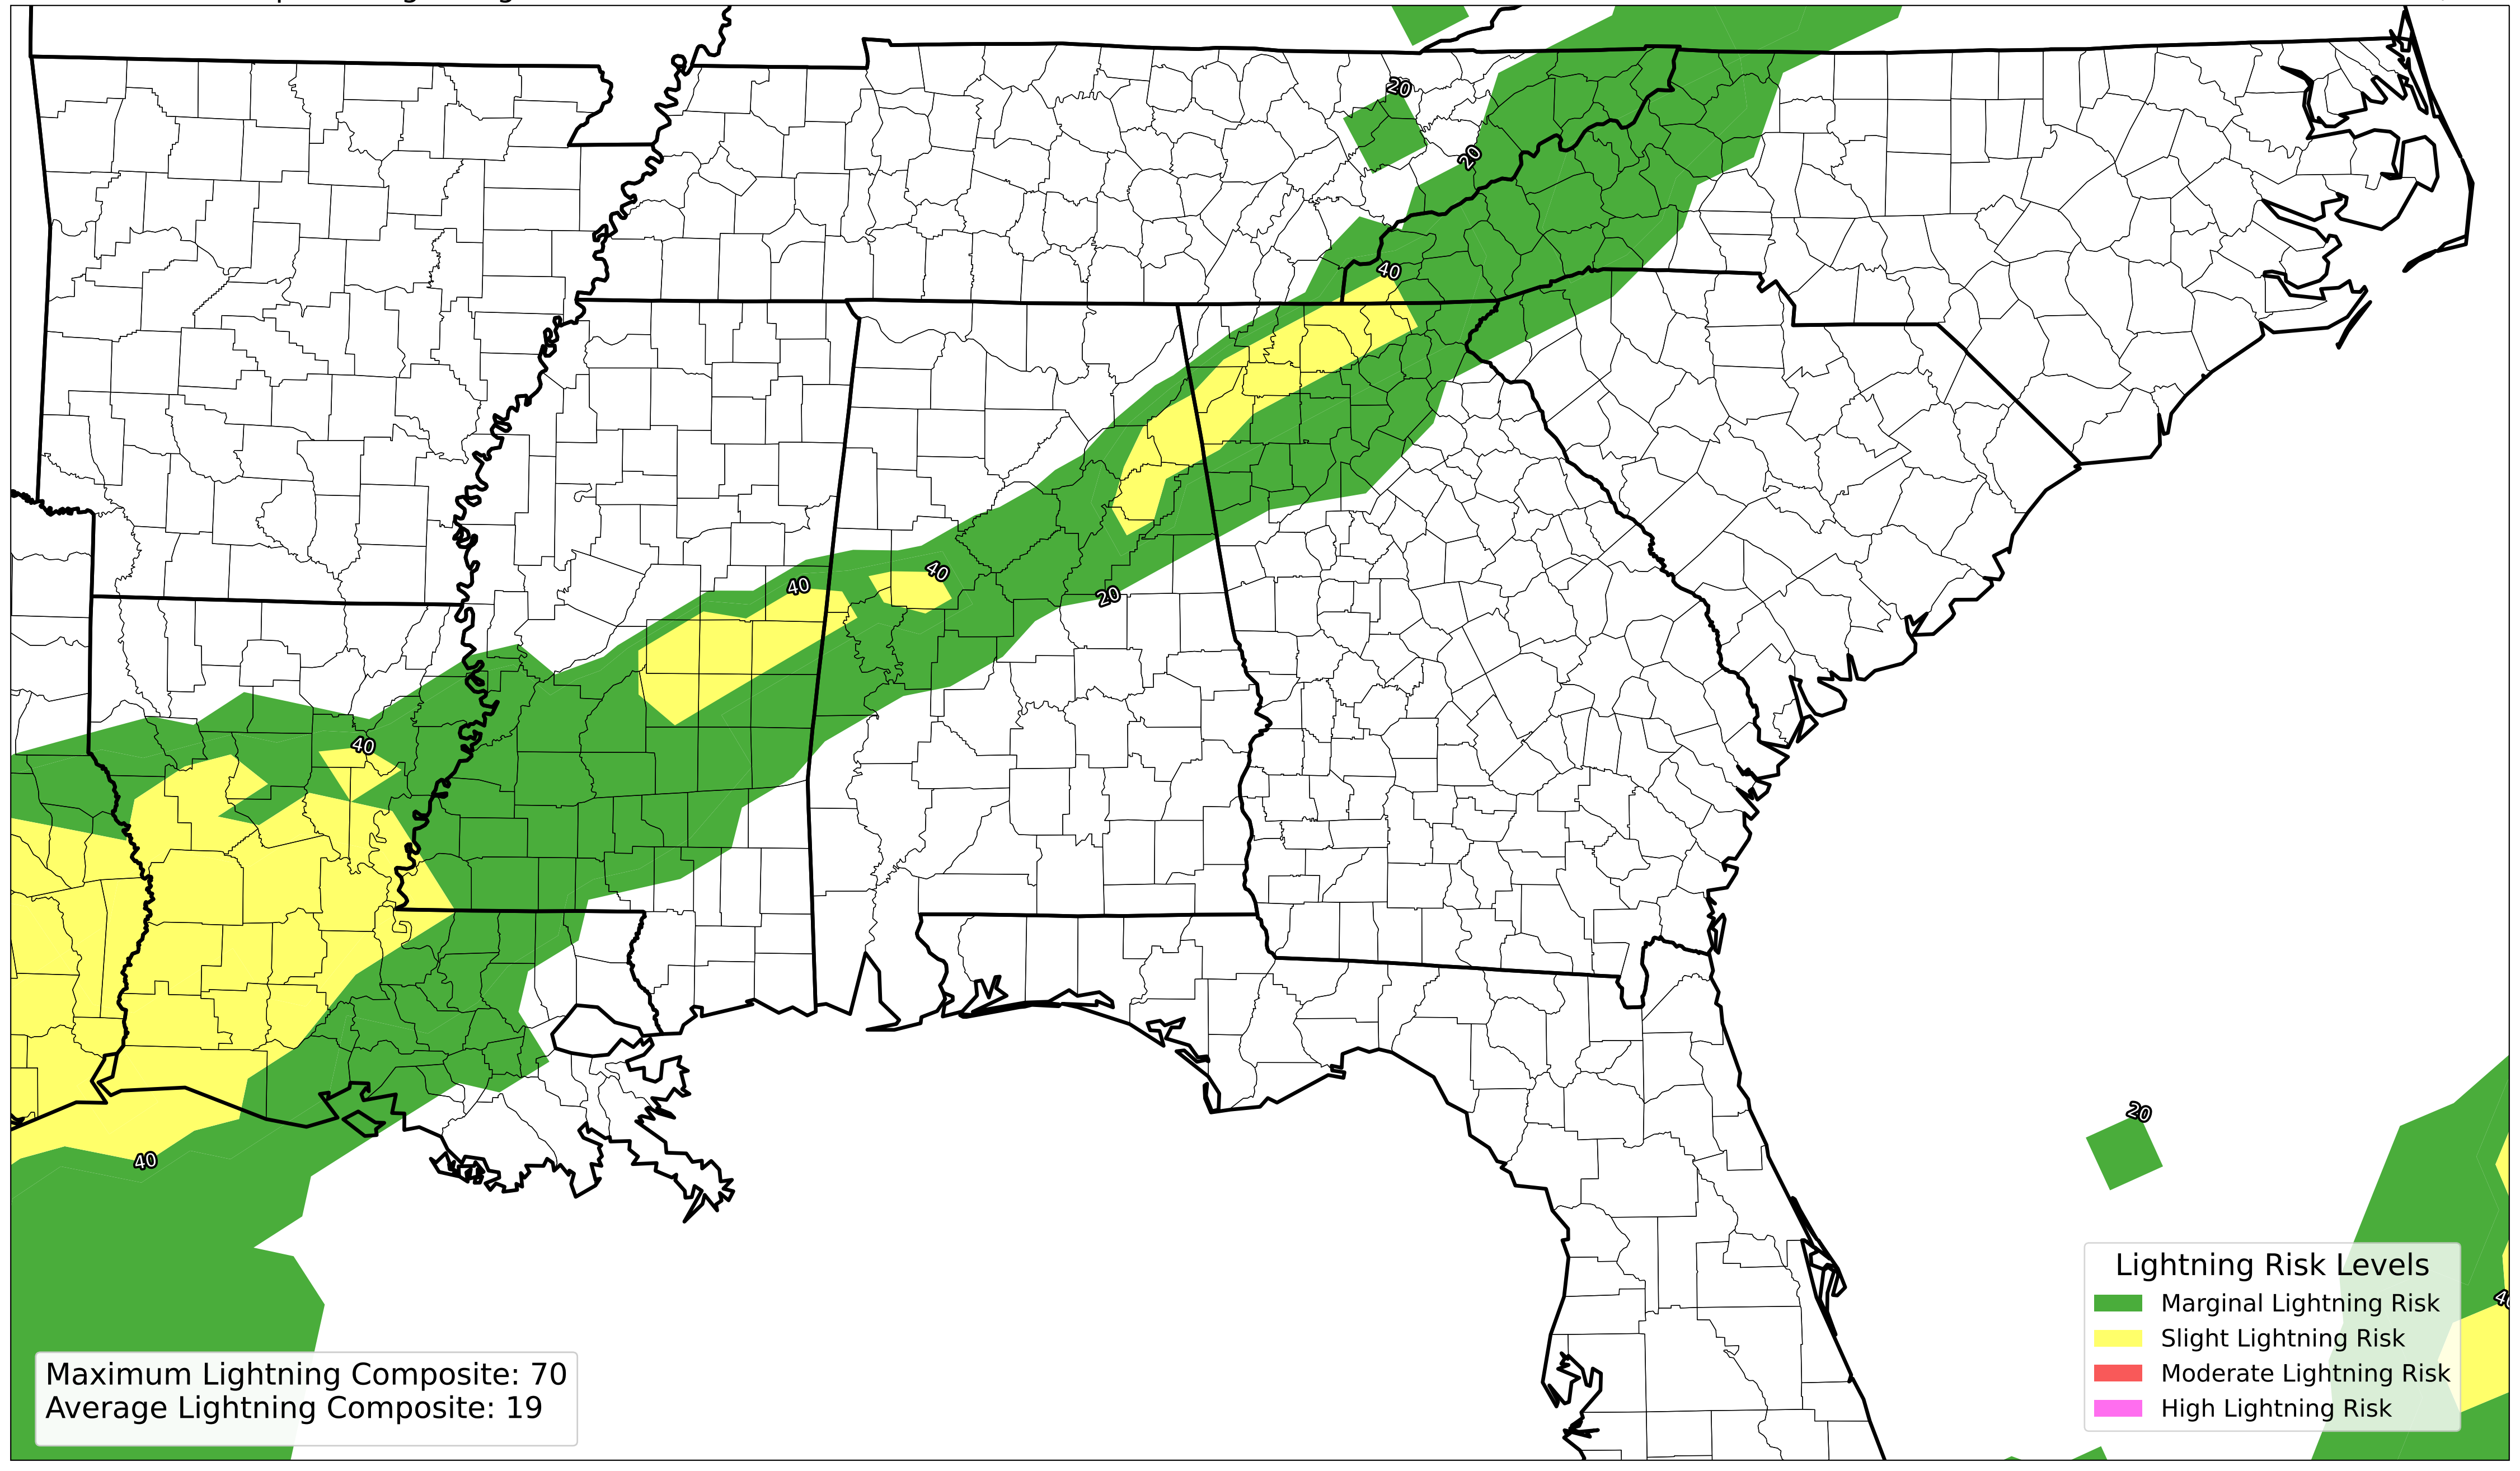 20
20
40
40
40
20
40
40
20
Lightning Risk Levels
Marginal Lightning Risk
Slight Lightning Risk
Moderate Lightning Risk
High Lightning Risk
Maximum Lightning Composite: 70
Average Lightning Composite: 19